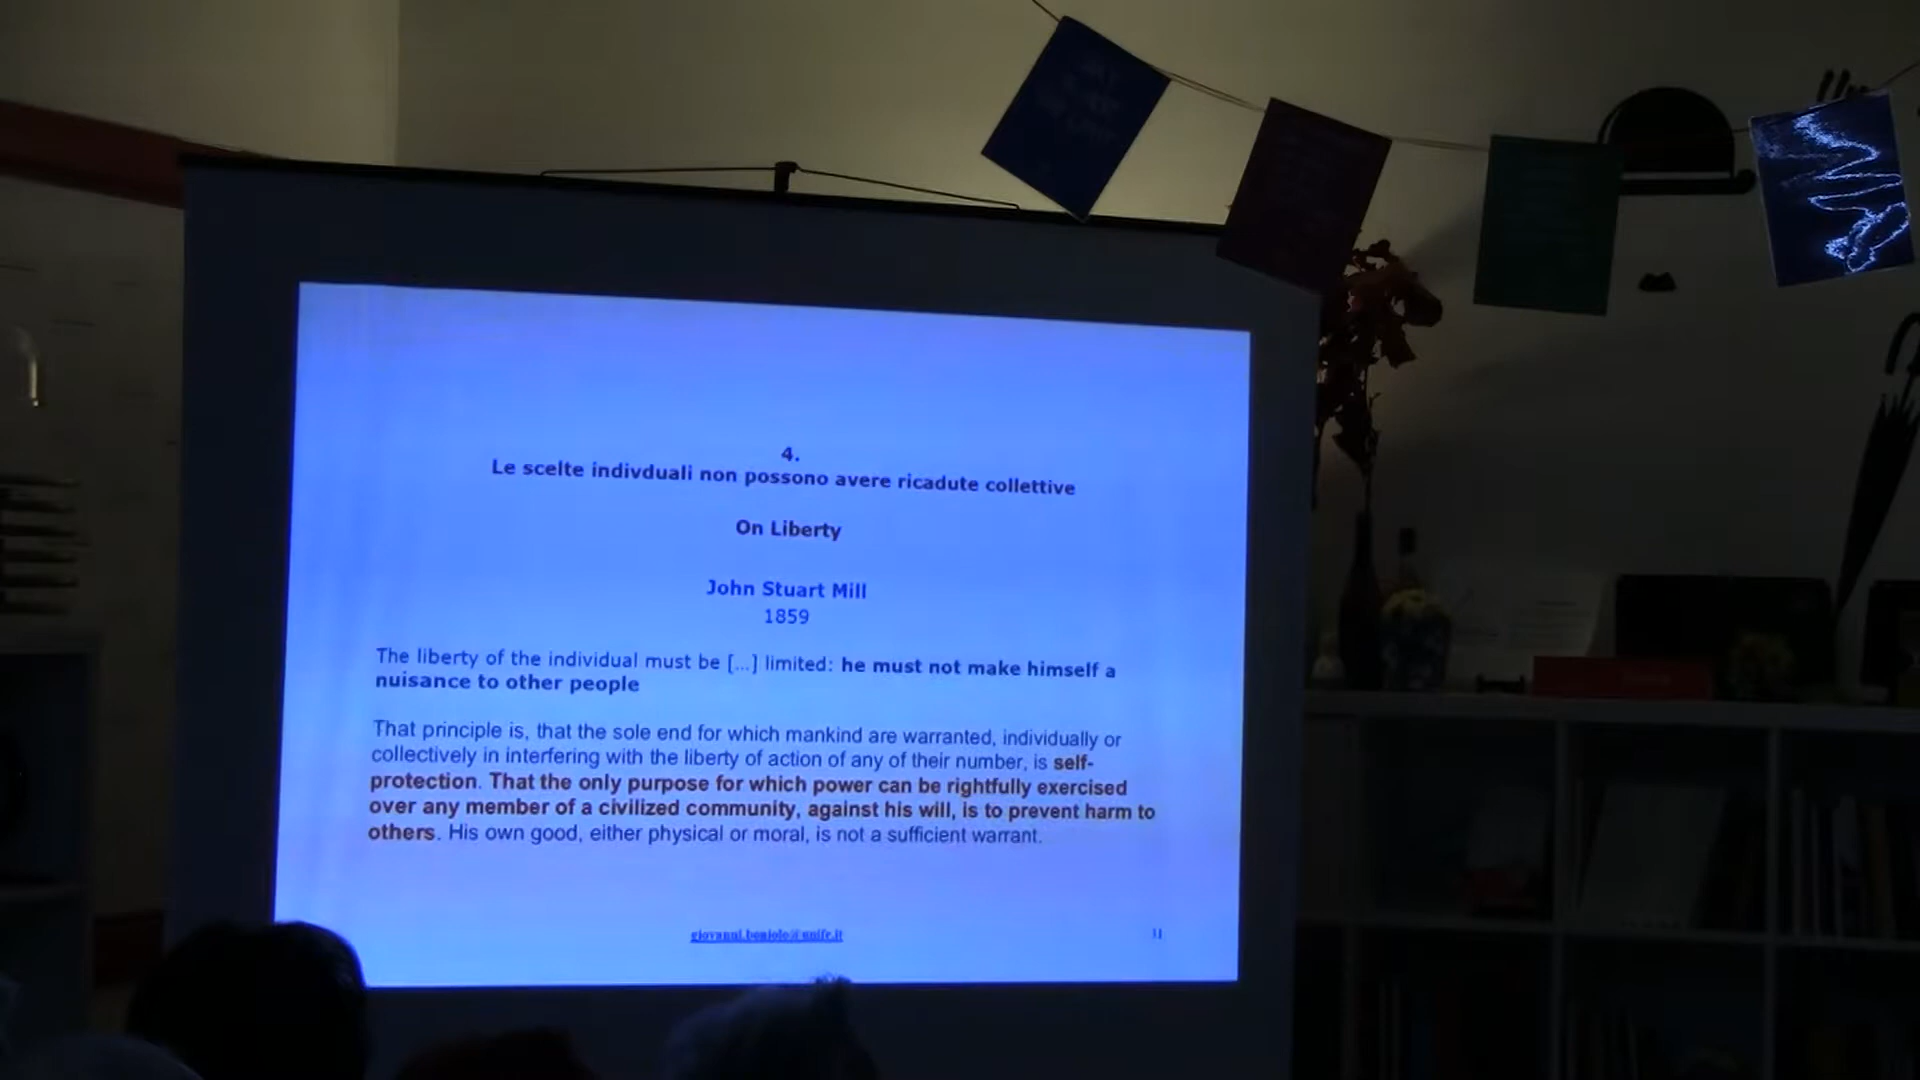 4.
Le scelte indivduali non possono avere ricadute collettive
On Liberty
John Stuart Mill
1859
The liberty of the individual must be [...] limited: he must not make himself a
nuisance to other people
That principle is, that the sole end for which mankind are warranted, individually or
collectively in interfering with the liberty of action of any of their number, is self-
protection. That the only purpose for which power can be rightfully exercised
over any member of a civilized community, against his will, is to prevent harm to
others. His own good, either physical or moral, is not a sufficient warrant.
giovanni.boniolo@unife.it
11